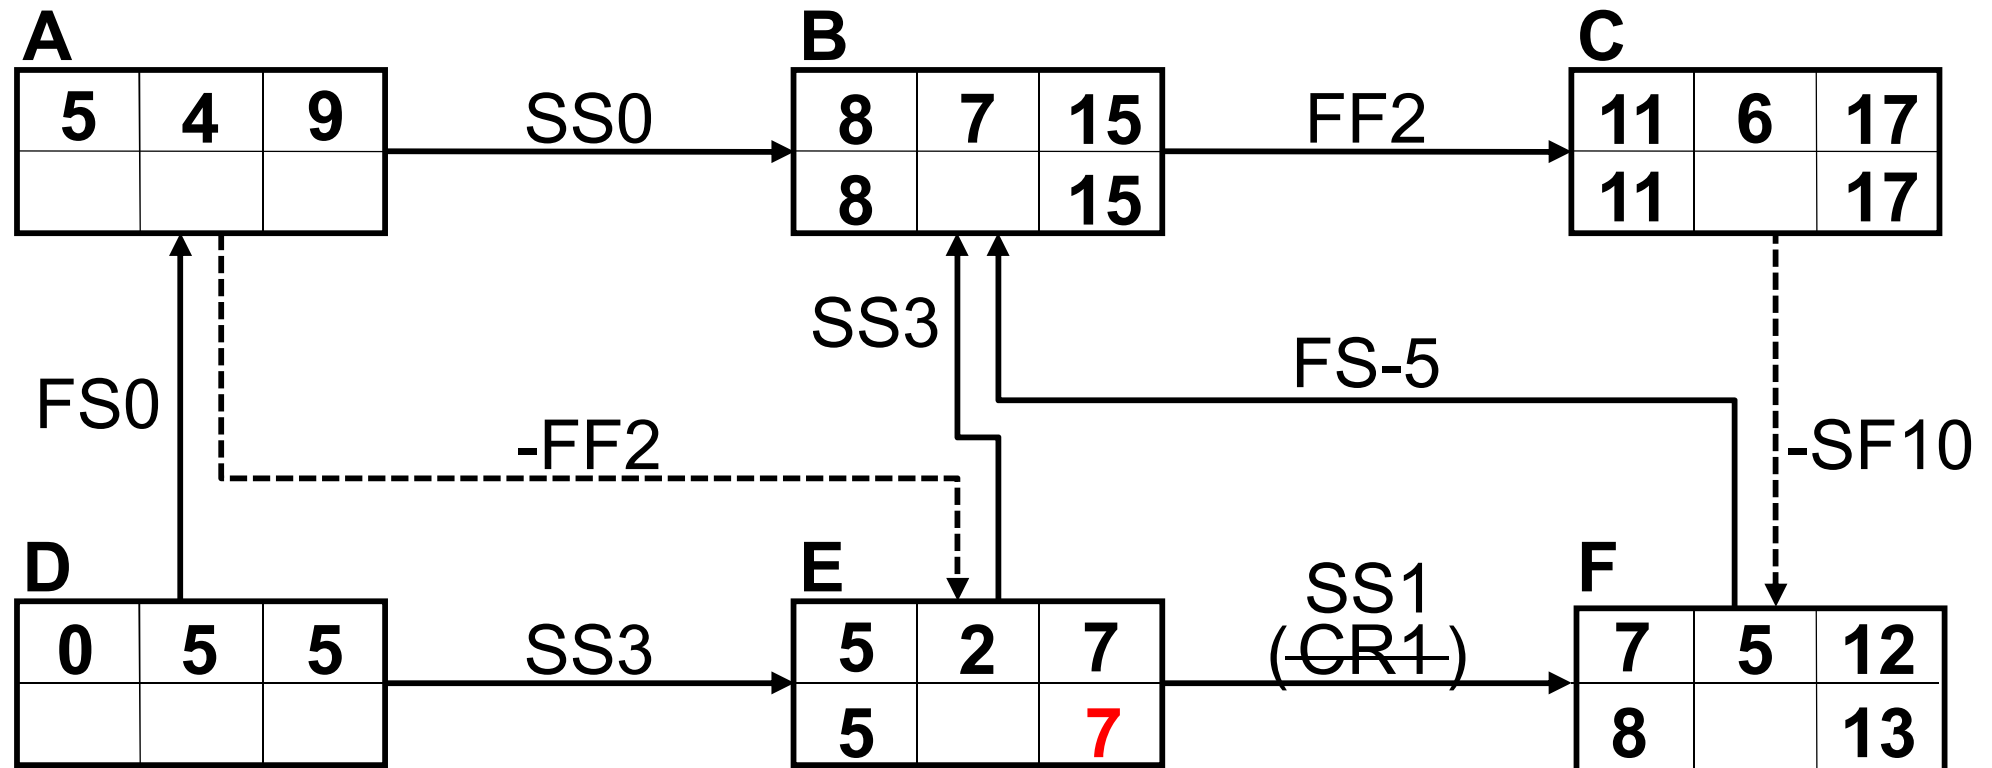 A B C
5 4 9 SS0 8 7 15 FF2 11 6 17
8 15 11 17
SS3
FS-5
FS0
-FF2 -SF10
D E F
SS1
0 5 5 SS3 5 2 7 (CR1) 7 5 12
5 7 8 13